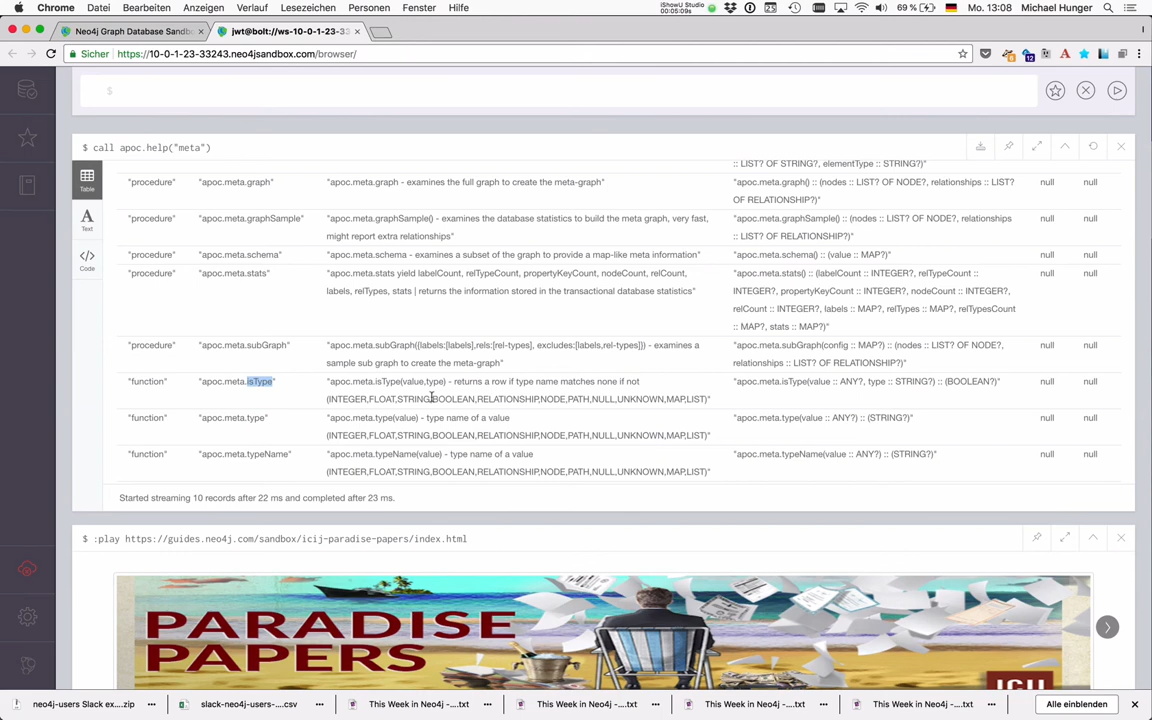 Chrome Ablage Bearbeiten Anzeigen Verlauf Lesezeichen Personen Fenster Hilfe iShowU Studio 00:05:09s 69 % Mo. 13:08 Michael Hunger
Neo4j Graph Database Sandb × jwt@bolt://ws-10-0-1-23-33 ×
Sicher https://10-0-1-23-33243.neo4jsandbox.com/browser/
$
$ call apoc.help("meta")
:: LIST? OF STRING?, elementType :: STRING?)"
Table
"procedure" "apoc.meta.graph" "apoc.meta.graph - examines the full graph to create the meta-graph" "apoc.meta.graph() :: (nodes :: LIST? OF NODE?, relationships :: LIST? null null
OF RELATIONSHIP?)"
Text
"procedure" "apoc.meta.graphSample" "apoc.meta.graphSample() - examines the database statistics to build the meta graph, very fast, "apoc.meta.graphSample() :: (nodes :: LIST? OF NODE?, relationships null null
might report extra relationships" :: LIST? OF RELATIONSHIP?)"
Code
"procedure" "apoc.meta.schema" "apoc.meta.schema - examines a subset of the graph to provide a map-like meta information" "apoc.meta.schema() :: (value :: MAP?)" null null
"procedure" "apoc.meta.stats" "apoc.meta.stats yield labelCount, relTypeCount, propertyKeyCount, nodeCount, relCount, "apoc.meta.stats() :: (labelCount :: INTEGER?, relTypeCount :: null null
labels, relTypes, stats | returns the information stored in the transactional database statistics" INTEGER?, propertyKeyCount :: INTEGER?, nodeCount :: INTEGER?,
relCount :: INTEGER?, labels :: MAP?, relTypes :: MAP?, relTypesCount
:: MAP?, stats :: MAP?)"
"procedure" "apoc.meta.subGraph" "apoc.meta.subGraph({labels:[labels],rels:[rel-types], excludes:[labels,rel-types]}) - examines a "apoc.meta.subGraph(config :: MAP?) :: (nodes :: LIST? OF NODE?, null null
sample sub graph to create the meta-graph" relationships :: LIST? OF RELATIONSHIP?)"
"function" "apoc.meta.isType" "apoc.meta.isType(value,type) - returns a row if type name matches none if not "apoc.meta.isType(value :: ANY?, type :: STRING?) :: (BOOLEAN?)" null null
(INTEGER,FLOAT,STRING,BOOLEAN,RELATIONSHIP,NODE,PATH,NULL,UNKNOWN,MAP,LIST)"
"function" "apoc.meta.type" "apoc.meta.type(value) - type name of a value "apoc.meta.type(value :: ANY?) :: (STRING?)" null null
(INTEGER,FLOAT,STRING,BOOLEAN,RELATIONSHIP,NODE,PATH,NULL,UNKNOWN,MAP,LIST)"
"function" "apoc.meta.typeName" "apoc.meta.typeName(value) - type name of a value "apoc.meta.typeName(value :: ANY?) :: (STRING?)" null null
(INTEGER,FLOAT,STRING,BOOLEAN,RELATIONSHIP,NODE,PATH,NULL,UNKNOWN,MAP,LIST)"
Started streaming 10 records after 22 ms and completed after 23 ms.
$ :play https://guides.neo4j.com/sandbox/icij-paradise-papers/index.html
PARADISE
PAPERS
neo4j-users Slack ex....zip slack-neo4j-users-....csv This Week in Neo4j -....txt This Week in Neo4j -....txt This Week in Neo4j -....txt This Week in Neo4j -....txt Alle einblenden